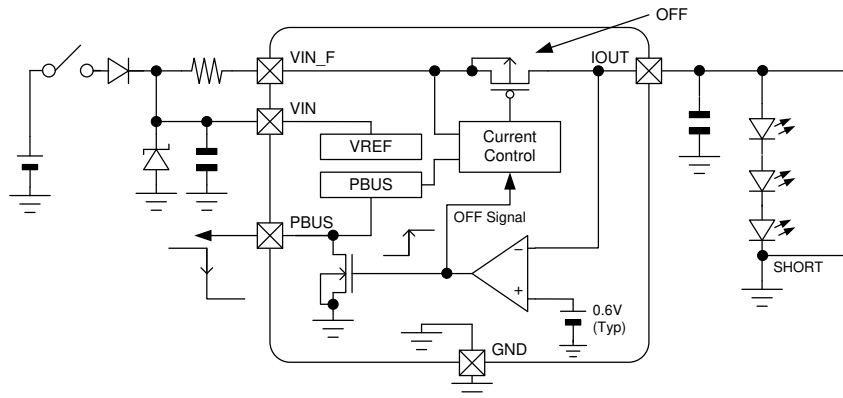 OFF
VIN_F
IOUT
VIN
VREF
Current
Control
PBUS
OFF Signal
PBUS
−
+
0.6V
(Typ)
SHORT
GND